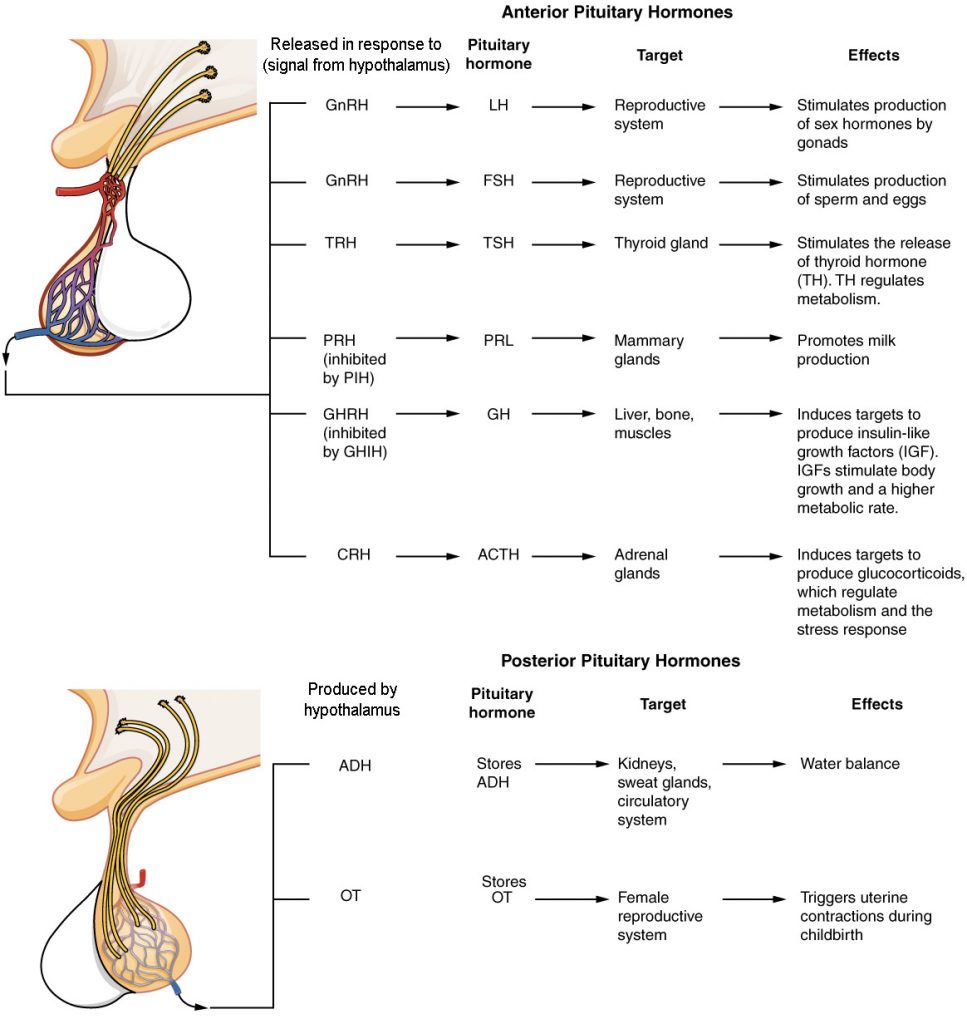 Anterior Pituitary Hormones
Released in response to
(signal from hypothalamus)
Pituitary
hormone
Target
Effects
GnRH
LH
Reproductive
system
Stimulates production
of sex hormones by
gonads
GnRH
FSH
Reproductive
system
Stimulates production
of sperm and eggs
TRH
TSH
Thyroid gland
Stimulates the release
of thyroid hormone
(TH). TH regulates
metabolism.
PRH
(inhibited
by PIH)
PRL
Mammary
glands
Promotes milk
production
GHRH
(inhibited
by GHIH)
GH
Liver, bone,
muscles
Induces targets to
produce insulin-like
growth factors (IGF).
IGFs stimulate body
growth and a higher
metabolic rate.
CRH
ACTH
Adrenal
glands
Induces targets to
produce glucocorticoids,
which regulate
metabolism and the
stress response
Posterior Pituitary Hormones
Produced by
hypothalamus
Pituitary
hormone
Target
Effects
ADH
Stores
ADH
Kidneys,
sweat glands,
circulatory
system
Water balance
OT
Stores
OT
Female
reproductive
system
Triggers uterine
contractions during
childbirth